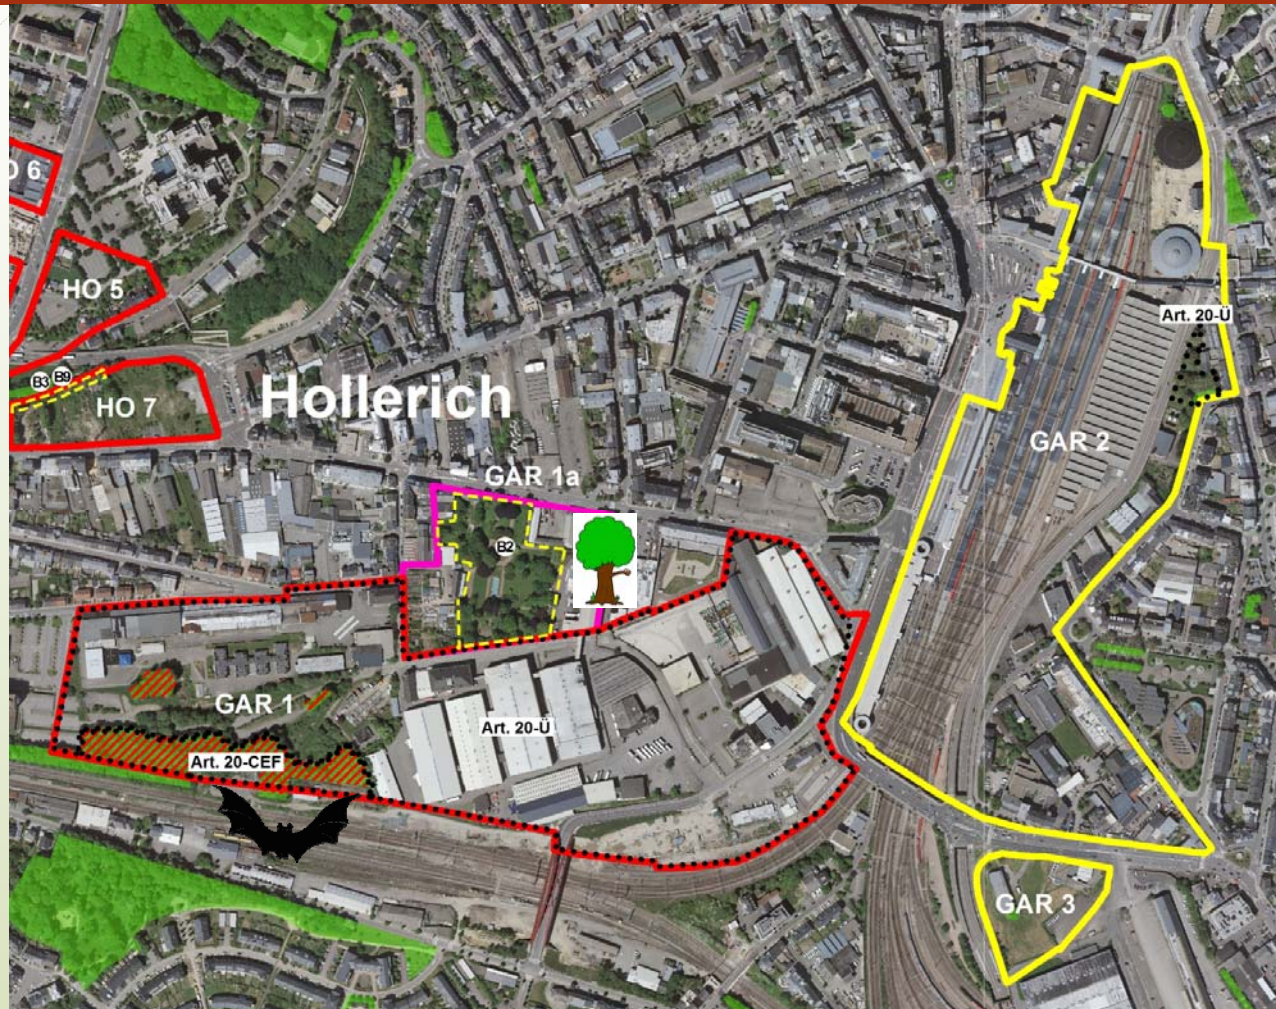 O 6
HO 5
Art. 20-Ü
B3
B9
HO 7
Hollerich
GAR 2
GAR 1a
B2
GAR 1
Art. 20-Ü
Art. 20-CEF
GAR 3